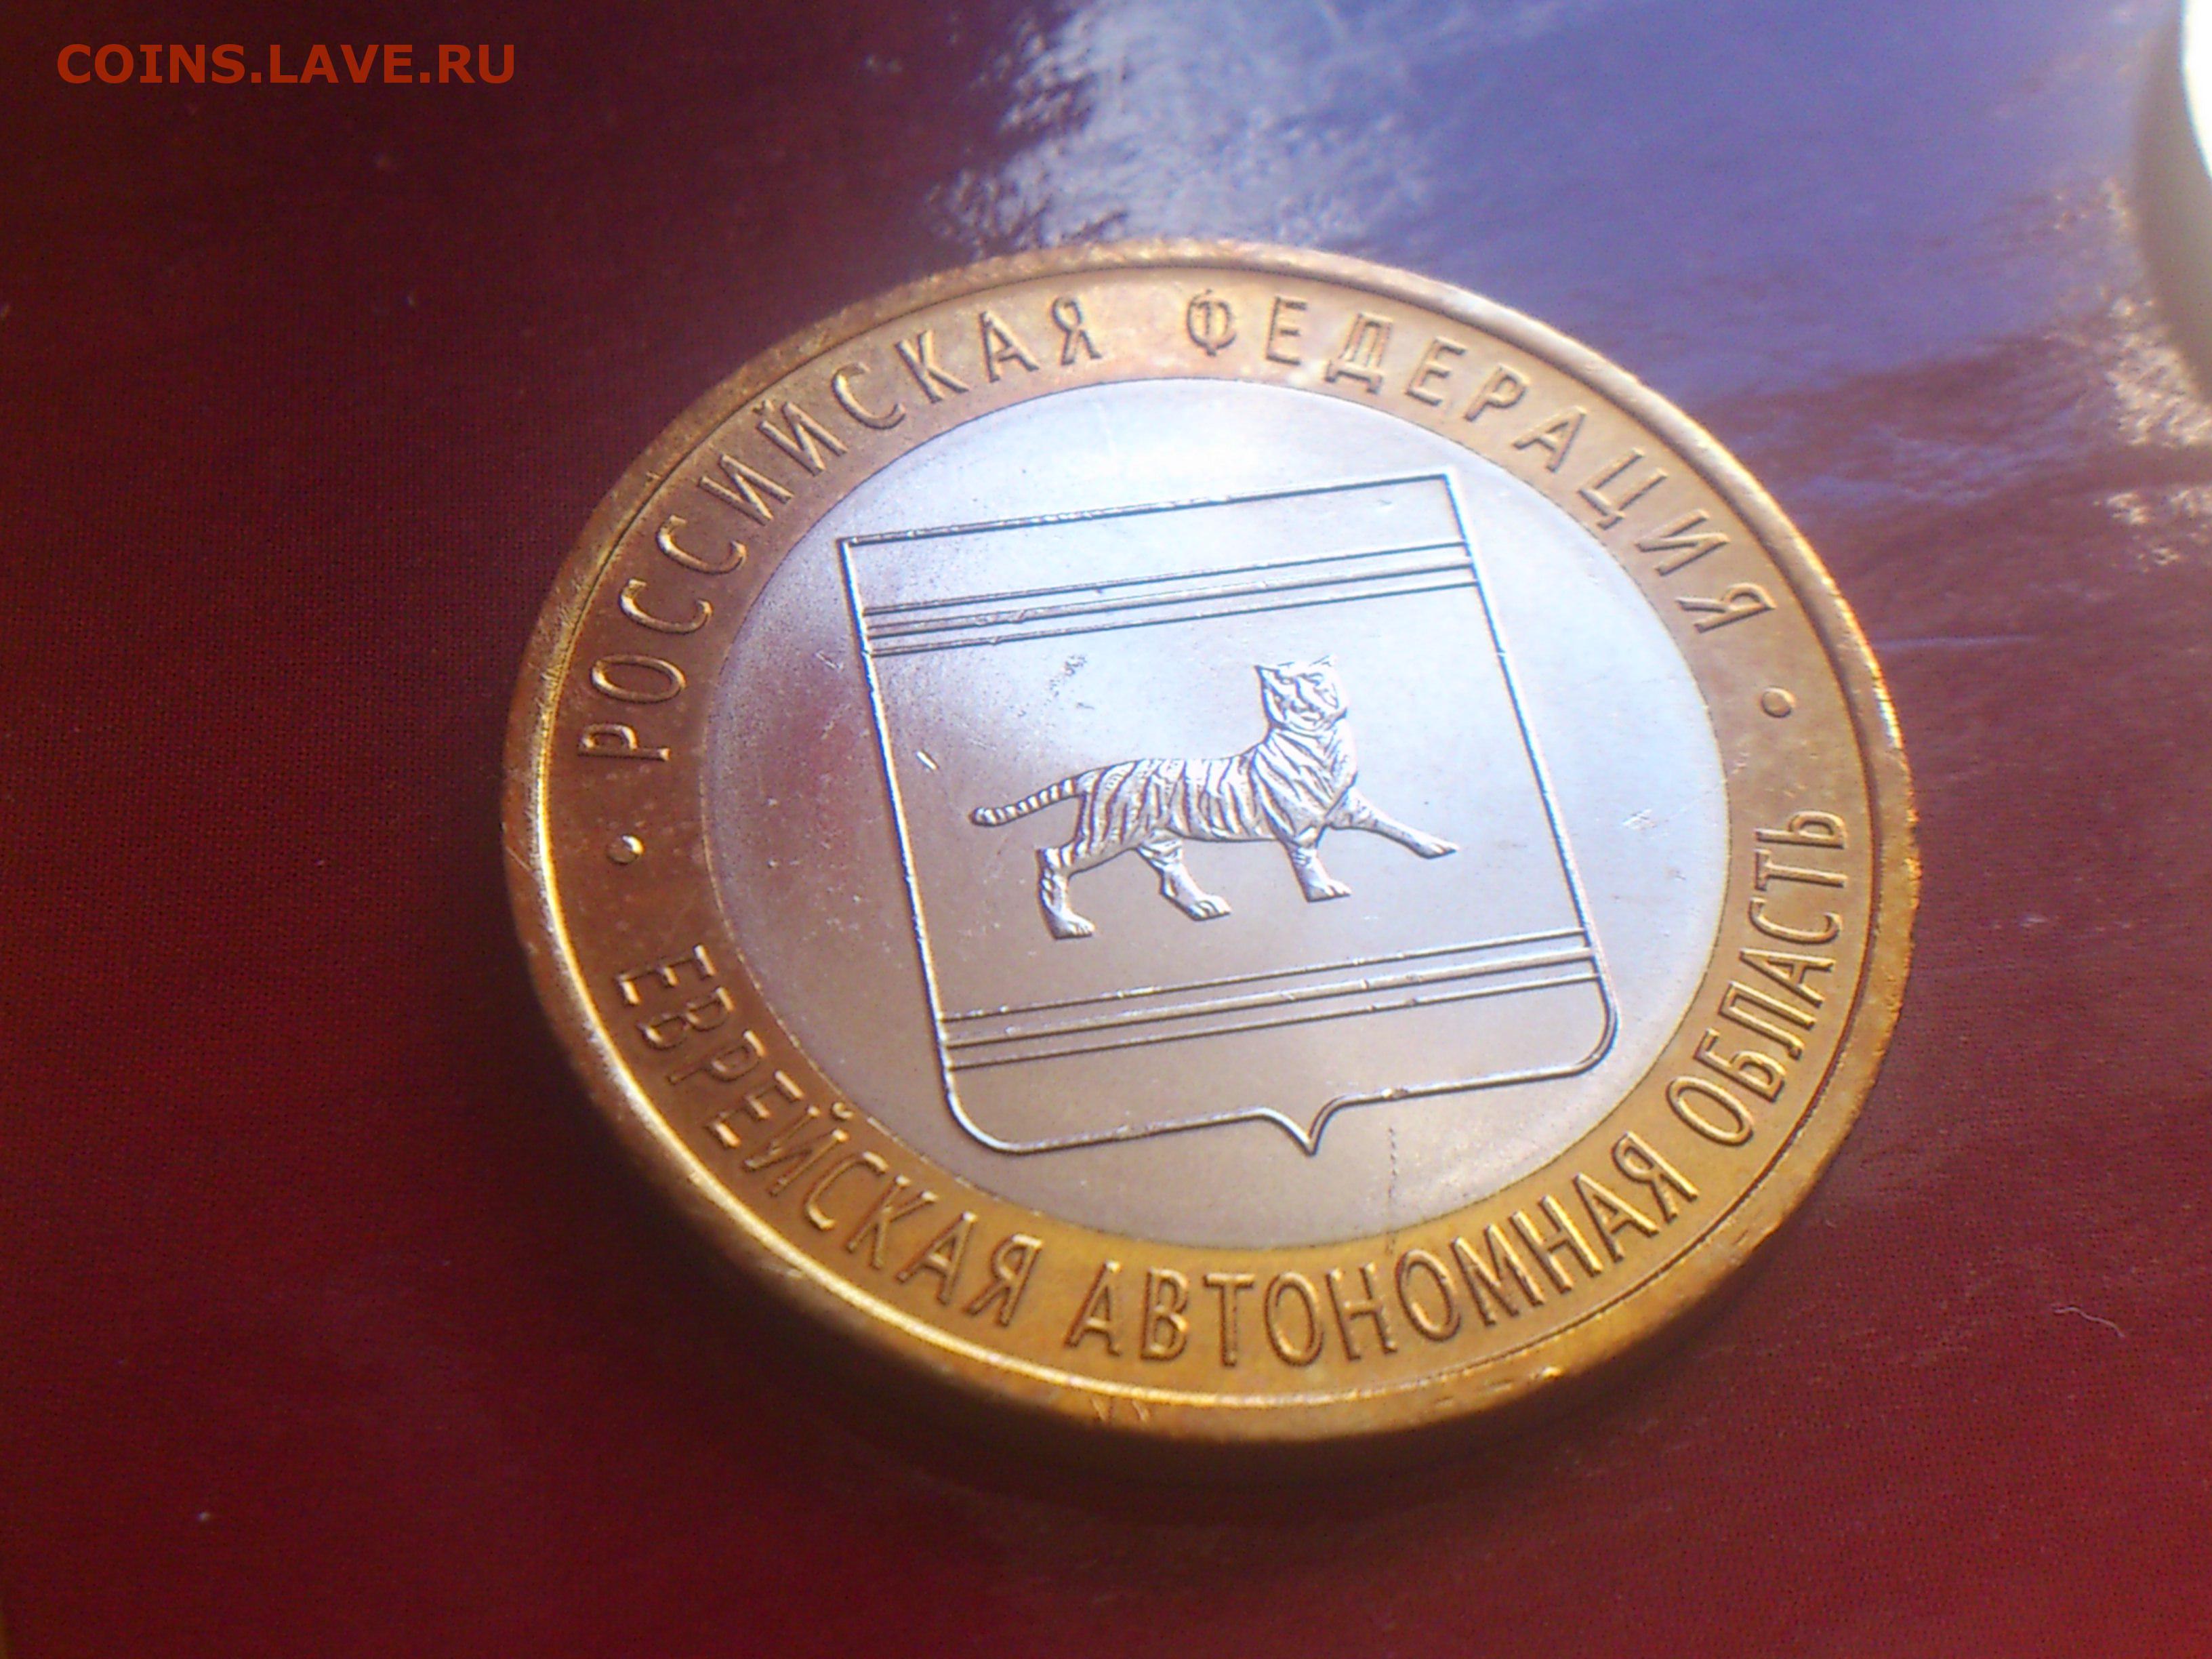 COINS.LAVE.RU
РОССИЙСКАЯ ФЕДЕРАЦИЯ
ЕВРЕЙСКАЯ АВТОНОМНАЯ ОБЛАСТЬ